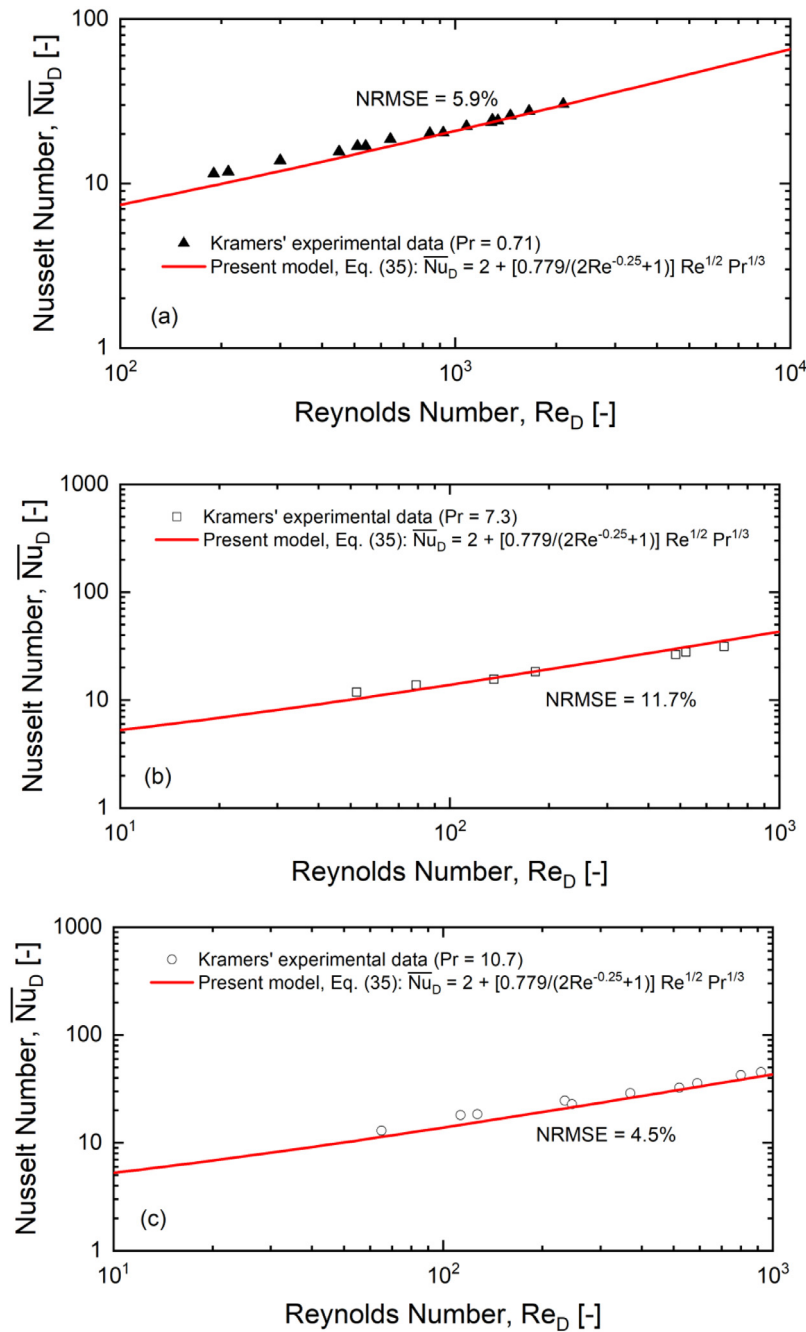 100
NRMSE = 5.9%
10
Kramers' experimental data (Pr = 0.71)
Present model, Eq. (35): N̅u̅_D = 2 + [0.779/(2Re^-0.25+1)] Re^1/2 Pr^1/3
(a)
1
10^2
10^3
10^4
Nusselt Number, N̅u̅_D [-]
Reynolds Number, Re_D [-]
1000
Kramers' experimental data (Pr = 7.3)
Present model, Eq. (35): N̅u̅_D = 2 + [0.779/(2Re^-0.25+1)] Re^1/2 Pr^1/3
100
10
NRMSE = 11.7%
(b)
1
10^1
10^2
10^3
Nusselt Number, N̅u̅_D [-]
Reynolds Number, Re_D [-]
1000
Kramers' experimental data (Pr = 10.7)
Present model, Eq. (35): N̅u̅_D = 2 + [0.779/(2Re^-0.25+1)] Re^1/2 Pr^1/3
100
10
NRMSE = 4.5%
(c)
1
10^1
10^2
10^3
Nusselt Number, N̅u̅_D [-]
Reynolds Number, Re_D [-]